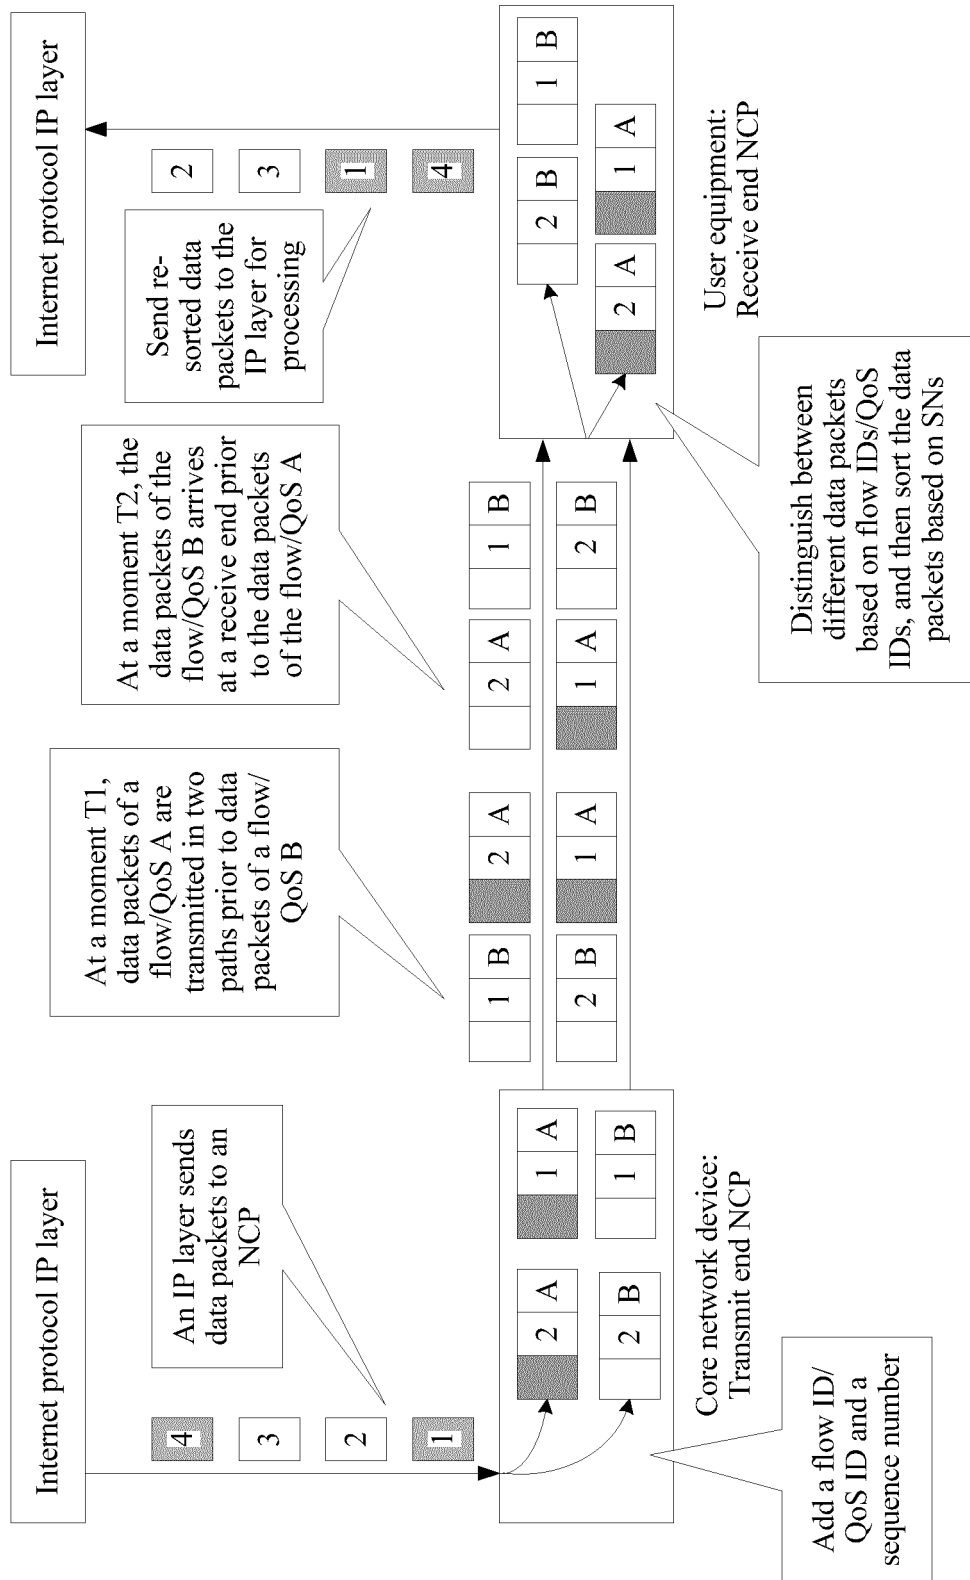 Internet protocol IP layer
4
3
2
1
An IP layer sends
data packets to an
NCP
2 A
1 A
2 B
1 B
Core network device:
Transmit end NCP
Add a flow ID/
QoS ID and a
sequence number
At a moment T1,
data packets of a
flow/QoS A are
transmitted in two
paths prior to data
packets of a flow/
QoS B
1 B
2 A
2 B
1 A
At a moment T2, the
data packets of the
flow/QoS B arrives
at a receive end prior
to the data packets
of the flow/QoS A
2 A
1 B
1 A
2 B
Internet protocol IP layer
2
3
1
4
Send re-
sorted data
packets to the
IP layer for
processing
2 B
1 B
2 A
1 A
User equipment:
Receive end NCP
Distinguish between
different data packets
based on flow IDs/QoS
IDs, and then sort the data
packets based on SNs